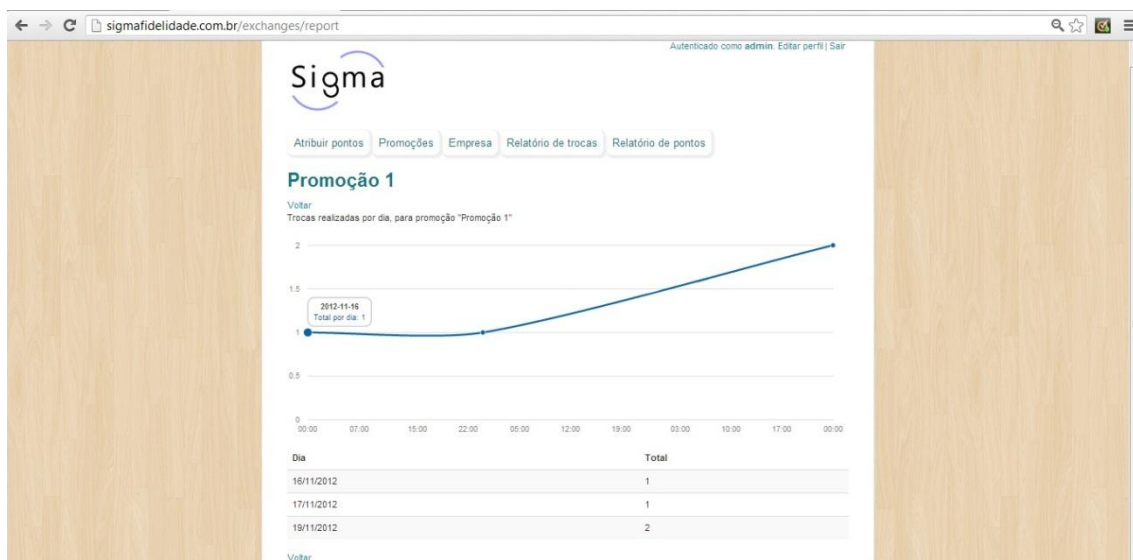 sigmafidelidade.com.br/exchanges/report
Autenticado como admin. Editar perfil | Sair
Sigma
Atribuir pontos Promoções Empresa Relatório de trocas Relatório de pontos
Promoção 1
Voltar
Trocas realizadas por dia, para promoção "Promoção 1"
2
1.5
2012-11-16
Total por dia: 1
1
0.5
0
00:00 07:00 15:00 22:00 05:00 12:00 19:00 03:00 10:00 17:00 00:00
Dia Total
16/11/2012 1
17/11/2012 1
19/11/2012 2
Voltar